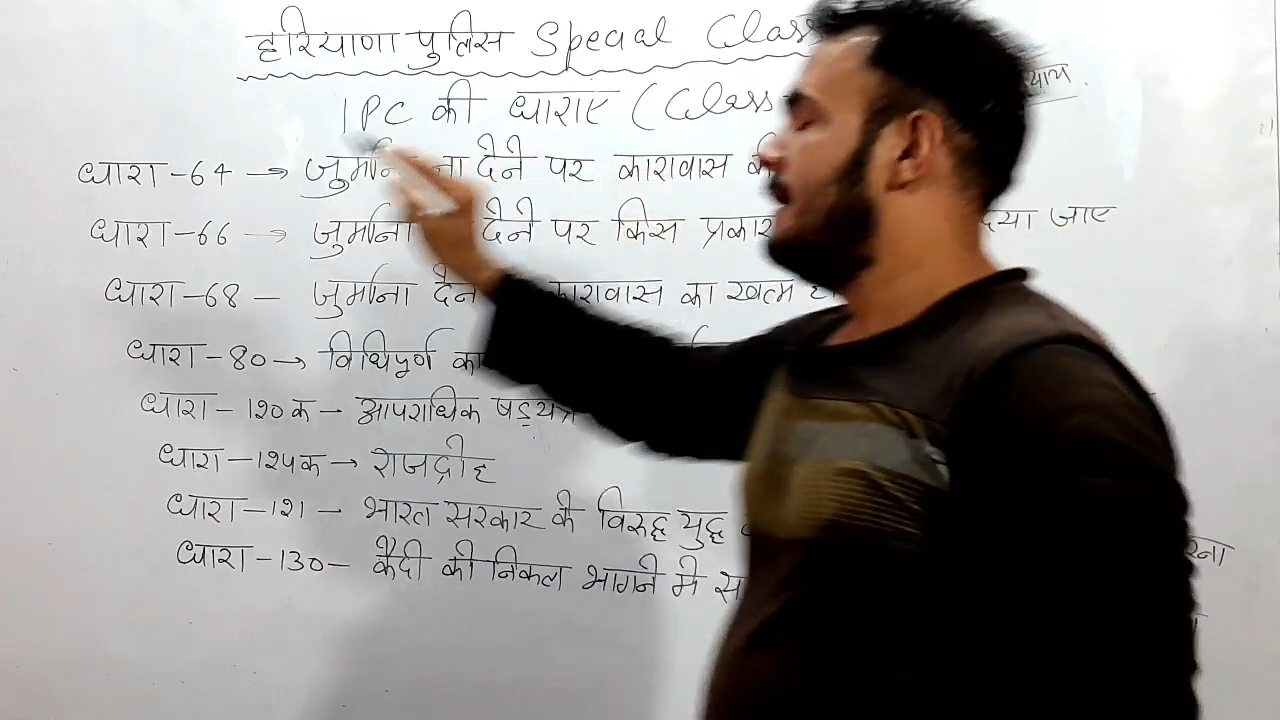 हरियाणा पुलिस Special Class
IPC की धाराए (Class-
धारा-64 → जुर्माना देने पर कारावास
धारा-66 → जुर्माना देने पर किस प्रकार दिया जाए
धारा-68 - जुर्माना देने कारावास का खत्म
धारा-80 → विधिपूर्ण
धारा-120क - आपराधिक षड़यंत्र
धारा-124क → राजद्रोह
धारा-121 - भारत सरकार के विरुद्ध युद्ध
धारा-130 - कैदी की निकल भागने में